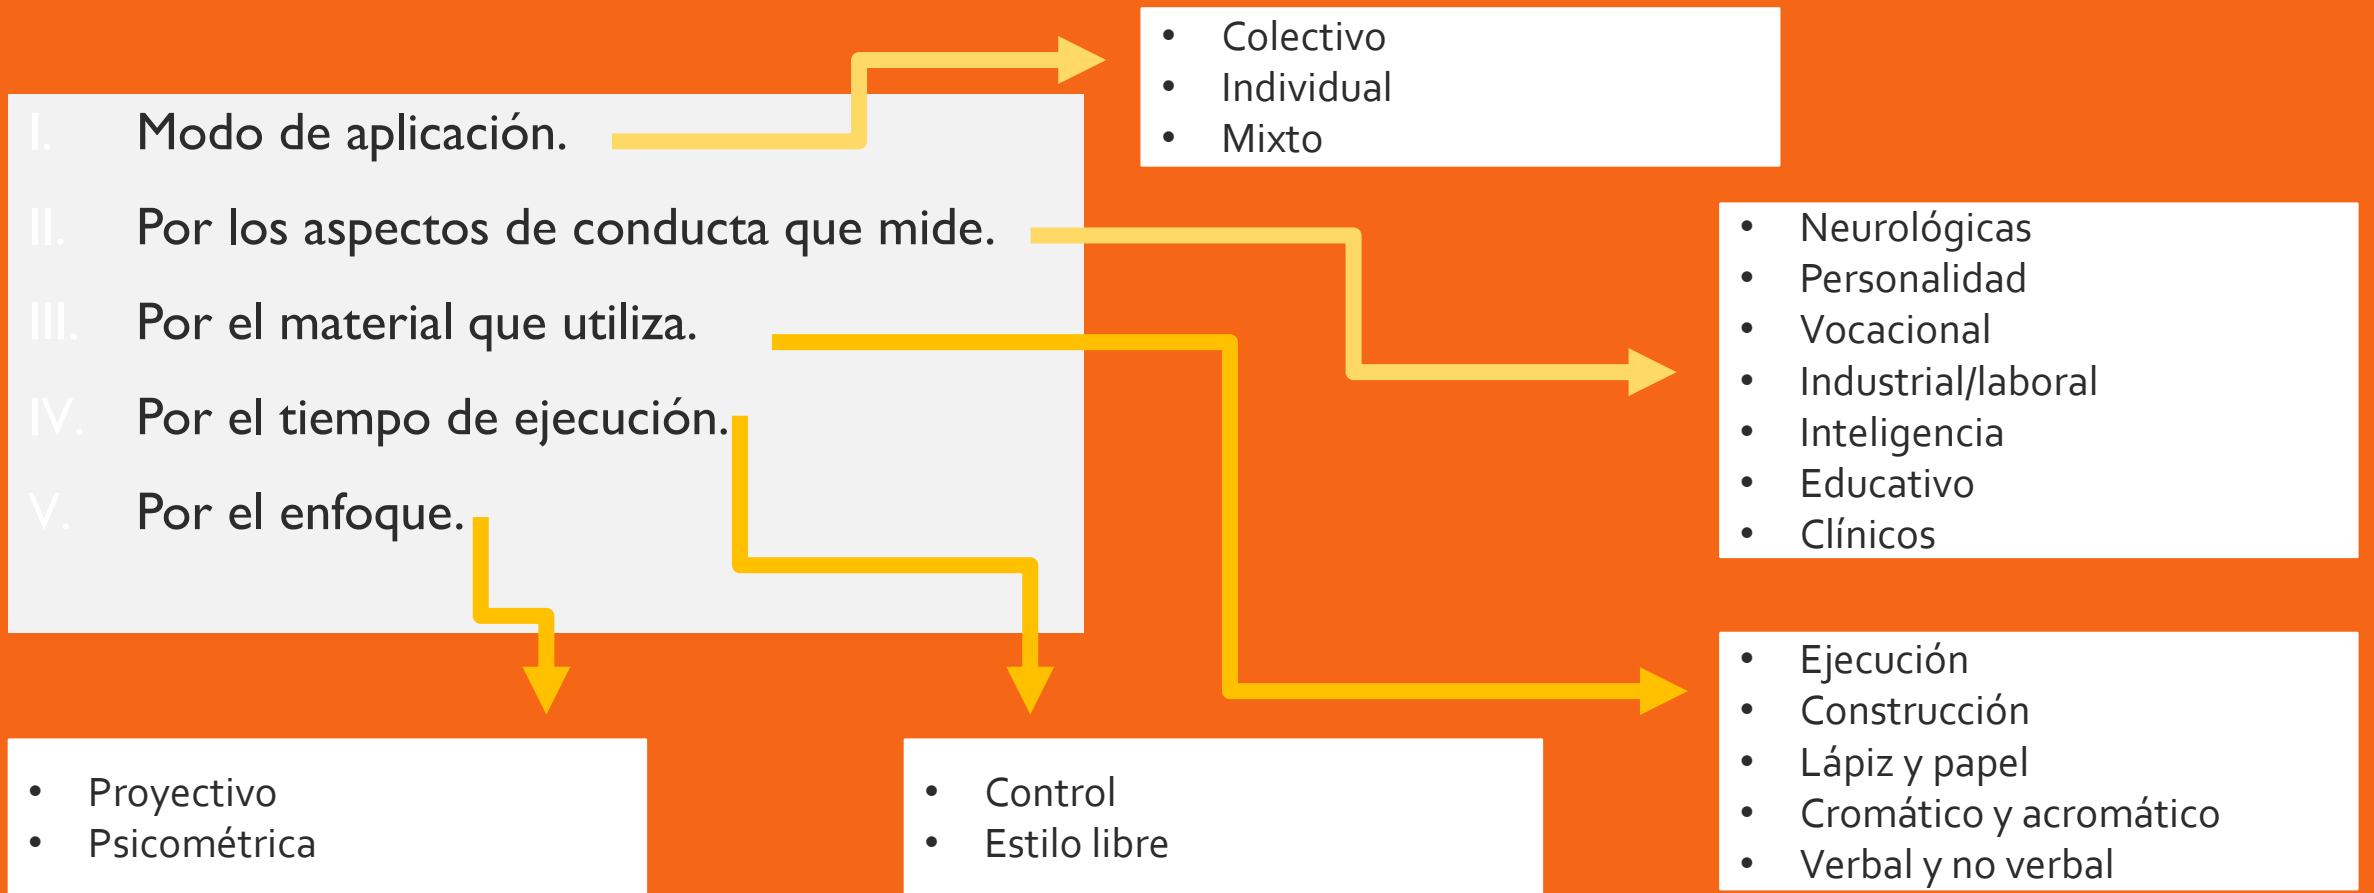 I. Modo de aplicación.
II. Por los aspectos de conducta que mide.
III. Por el material que utiliza.
IV. Por el tiempo de ejecución.
V. Por el enfoque.
• Colectivo
• Individual
• Mixto
• Neurológicas
• Personalidad
• Vocacional
• Industrial/laboral
• Inteligencia
• Educativo
• Clínicos
• Ejecución
• Construcción
• Lápiz y papel
• Cromático y acromático
• Verbal y no verbal
• Control
• Estilo libre
• Proyectivo
• Psicométrica